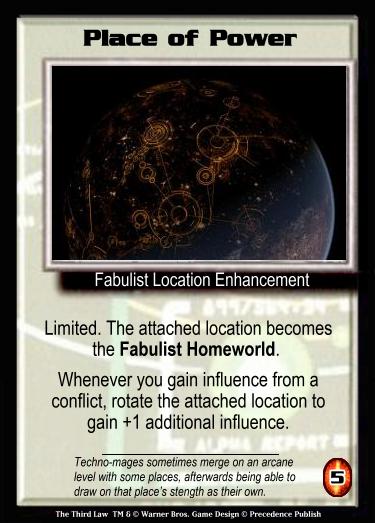 Place of Power
Fabulist Location Enhancement
Limited. The attached location becomes
the Fabulist Homeworld.
Whenever you gain influence from a
conflict, rotate the attached location to
gain +1 additional influence.
Techno-mages sometimes merge on an arcane
level with some places, afterwards being able to
draw on that place's stength as their own.
5
ALPHA REPORT
The Third Law TM & © Warner Bros. Game Design © Precedence Publish